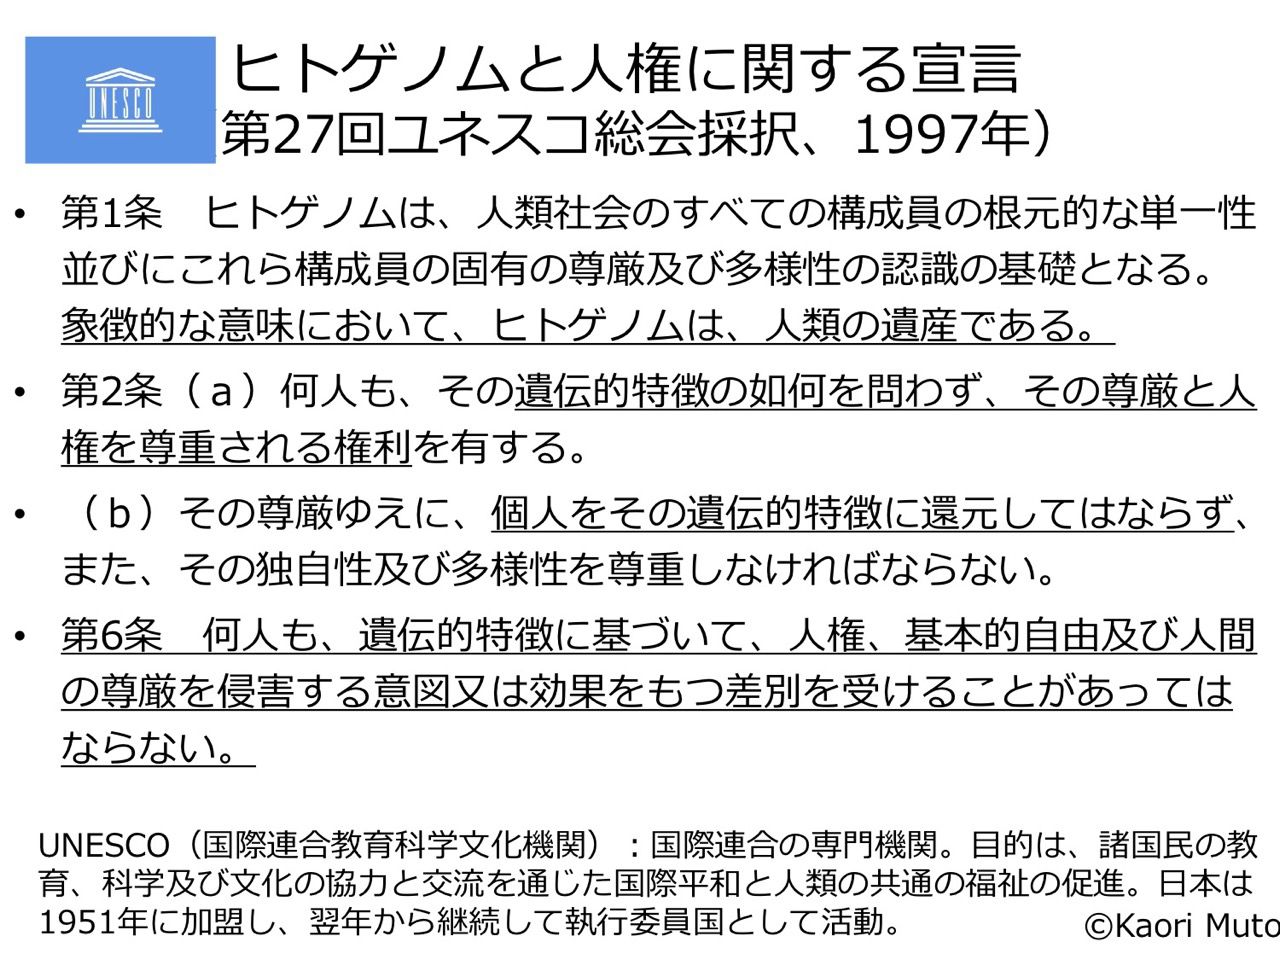 UNESCO
ヒトゲノムと人権に関する宣言
第27回ユネスコ総会採択、1997年）
• 第1条　ヒトゲノムは、人類社会のすべての構成員の根元的な単一性
並びにこれら構成員の固有の尊厳及び多様性の認識の基礎となる。
象徴的な意味において、ヒトゲノムは、人類の遺産である。
• 第2条（ａ）何人も、その遺伝的特徴の如何を問わず、その尊厳と人
権を尊重される権利を有する。
• （ｂ）その尊厳ゆえに、個人をその遺伝的特徴に還元してはならず、
また、その独自性及び多様性を尊重しなければならない。
• 第6条　何人も、遺伝的特徴に基づいて、人権、基本的自由及び人間
の尊厳を侵害する意図又は効果をもつ差別を受けることがあっては
ならない。
UNESCO（国際連合教育科学文化機関）：国際連合の専門機関。目的は、諸国民の教
育、科学及び文化の協力と交流を通じた国際平和と人類の共通の福祉の促進。日本は
1951年に加盟し、翌年から継続して執行委員国として活動。
©Kaori Muto